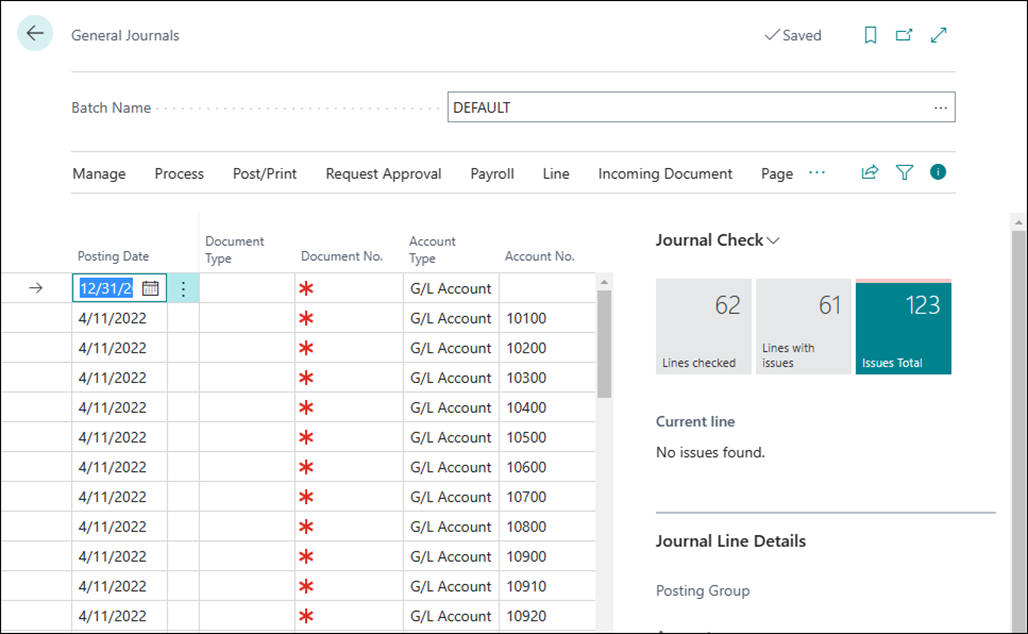 General Journals
Saved
Batch Name
DEFAULT
Manage Process Post/Print Request Approval Payroll Line Incoming Document Page
Posting Date Document Type Document No. Account Type Account No.
12/31/2 * G/L Account
4/11/2022 * G/L Account 10100
4/11/2022 * G/L Account 10200
4/11/2022 * G/L Account 10300
4/11/2022 * G/L Account 10400
4/11/2022 * G/L Account 10500
4/11/2022 * G/L Account 10600
4/11/2022 * G/L Account 10700
4/11/2022 * G/L Account 10800
4/11/2022 * G/L Account 10900
4/11/2022 * G/L Account 10910
4/11/2022 * G/L Account 10920
Journal Check
62
Lines checked
61
Lines with
issues
123
Issues Total
Current line
No issues found.
Journal Line Details
Posting Group